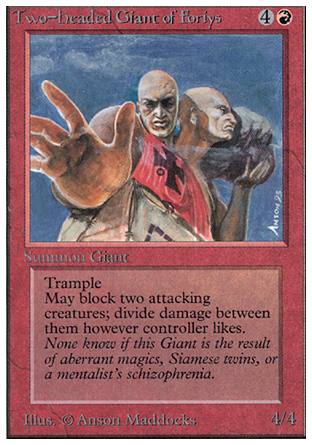 Two-Headed Giant of Foriys 4
Summon Giant
Trample
May block two attacking
creatures; divide damage between
them however controller likes.
None know if this Giant is the result
of aberrant magics, Siamese twins, or
a mentalist's schizophrenia.
ANSON 93
Illus. © Anson Maddocks 4/4